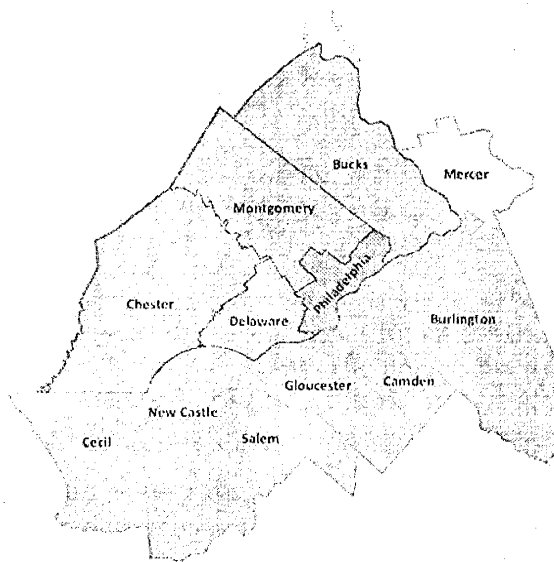 Bucks
Mercer
Montgomery
Philadelphia
Chester
Delaware
Burlington
Gloucester
Camden
New Castle
Cecil
Salem